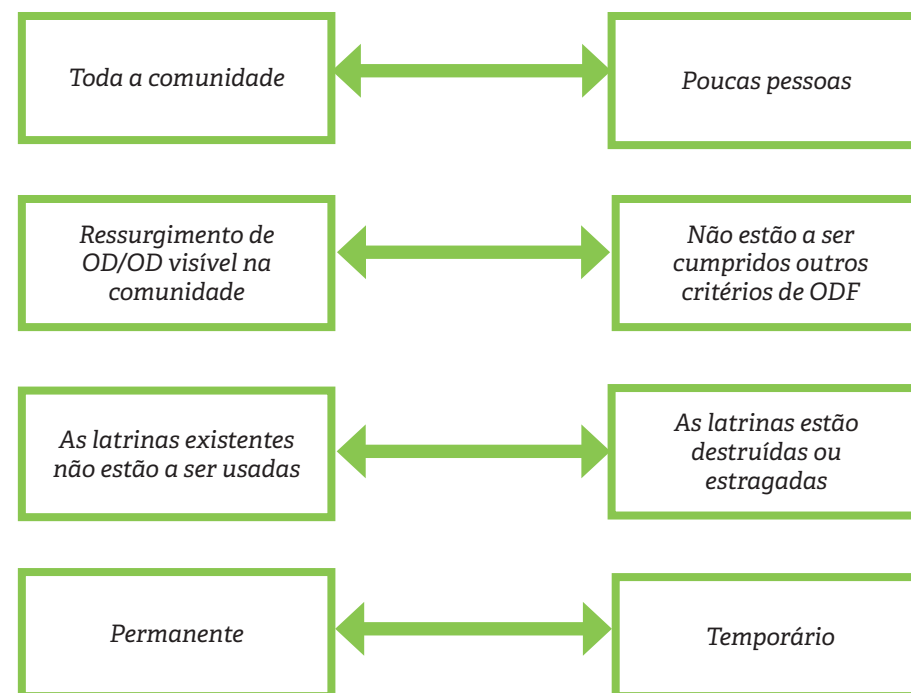 Toda a comunidade
Poucas pessoas
Ressurgimento de
OD/OD visível na
comunidade
Não estão a ser
cumpridos outros
critérios de ODF
As latrinas existentes
não estão a ser usadas
As latrinas estão
destruídas ou
estragadas
Permanente
Temporário